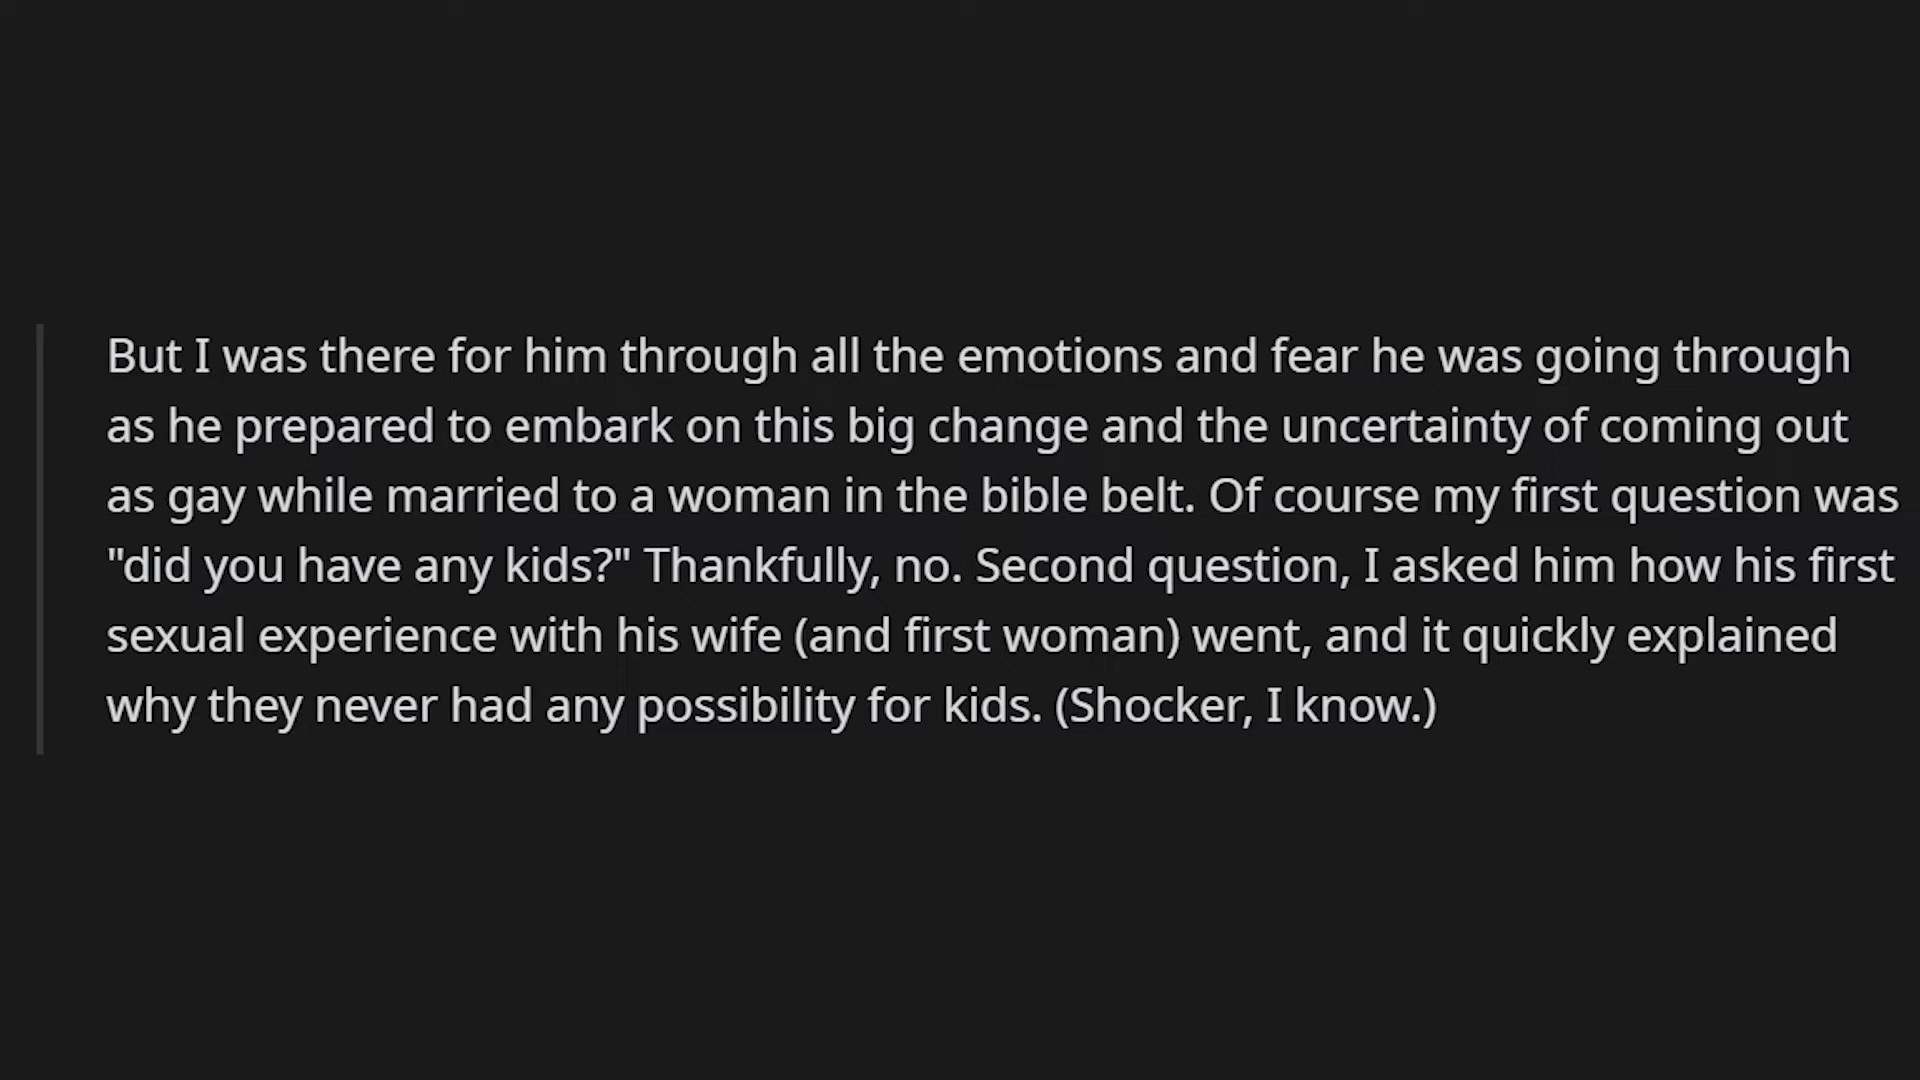 But I was there for him through all the emotions and fear he was going through
as he prepared to embark on this big change and the uncertainty of coming out
as gay while married to a woman in the bible belt. Of course my first question was
"did you have any kids?" Thankfully, no. Second question, I asked him how his first
sexual experience with his wife (and first woman) went, and it quickly explained
why they never had any possibility for kids. (Shocker, I know.)